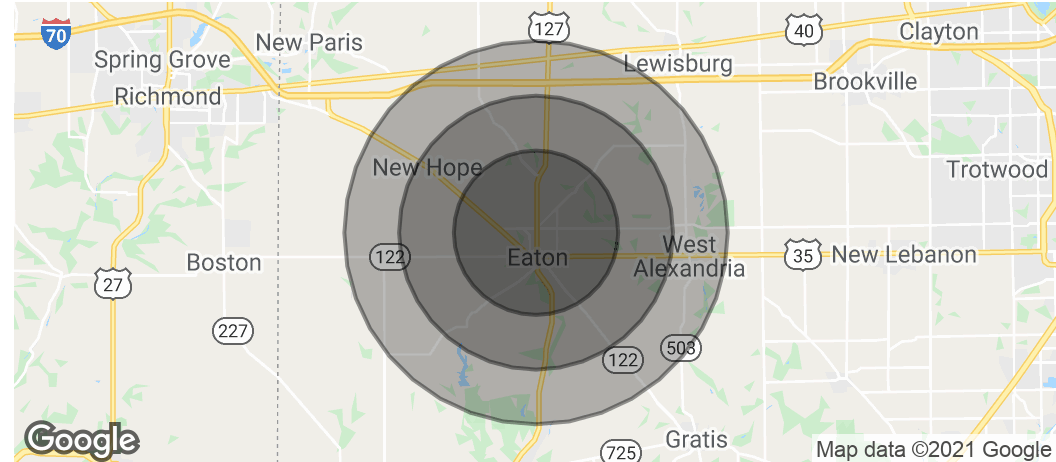 127
70
40
Clayton
New Paris
Spring Grove
Lewisburg
Brookville
Richmond
New Hope
Trotwood
West
Alexandria
122
Eaton
35
New Lebanon
Boston
27
227
503
122
Google
Gratis
725
Map data ©2021 Google